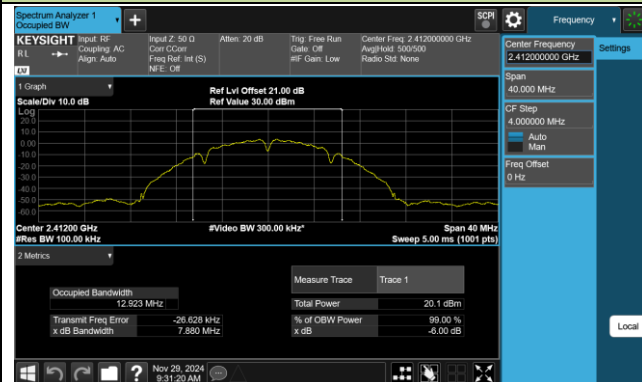 Spectrum Analyzer 1
Occupied BW
SCPI
Frequency
KEYSIGHT
Input: RF
Coupling: AC
Align: Auto
Input Z: 50 Ω
Corr CCorr
Freq Ref: Int (S)
NFE: Off
Atten: 20 dB
Trig: Free Run
Gate: Off
#IF Gain: Low
Center Freq: 2.412000000 GHz
Avg|Hold: 500/500
Radio Std: None
RL
LXI
Center Frequency
2.412000000 GHz
Settings
Span
40.000 MHz
CF Step
4.000000 MHz
Auto
Man
Freq Offset
0 Hz
Local
1 Graph
Scale/Div 10.0 dB
Ref Lvl Offset 21.00 dB
Ref Value 30.00 dBm
Log
20.0
10.0
0.00
-10.0
-20.0
-30.0
-40.0
-50.0
-60.0
Center 2.41200 GHz
#Res BW 100.00 kHz
#Video BW 300.00 kHz*
Span 40 MHz
Sweep 5.00 ms (1001 pts)
2 Metrics
Measure Trace
Trace 1
Occupied Bandwidth
12.923 MHz
Total Power
20.1 dBm
Transmit Freq Error
-26.628 kHz
% of OBW Power
99.00 %
x dB Bandwidth
7.880 MHz
x dB
-6.00 dB
?
Nov 29, 2024
9:31:20 AM